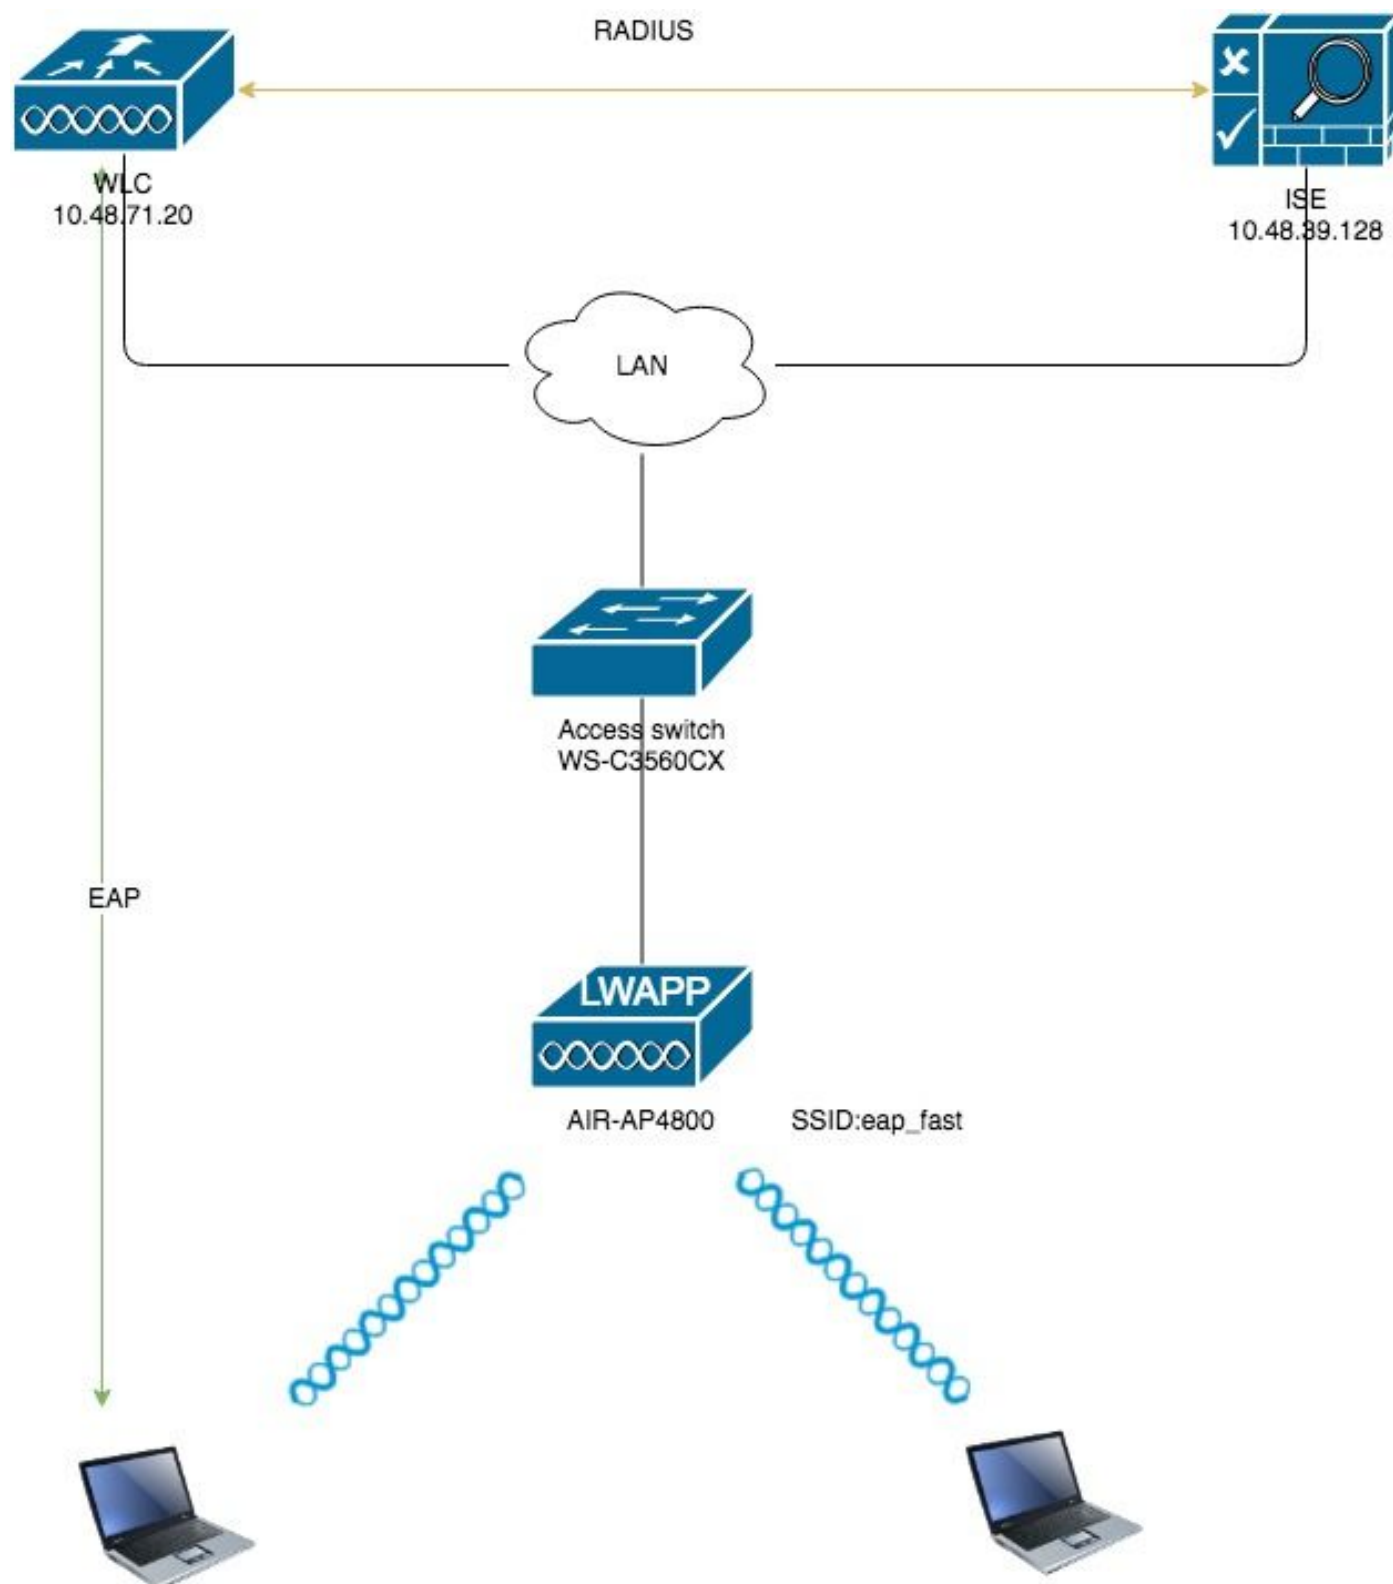 RADIUS
WLC
10.48.71.20
ISE
10.48.39.128
LAN
Access switch
WS-C3560CX
EAP
LWAPP
AIR-AP4800
SSID:eap_fast